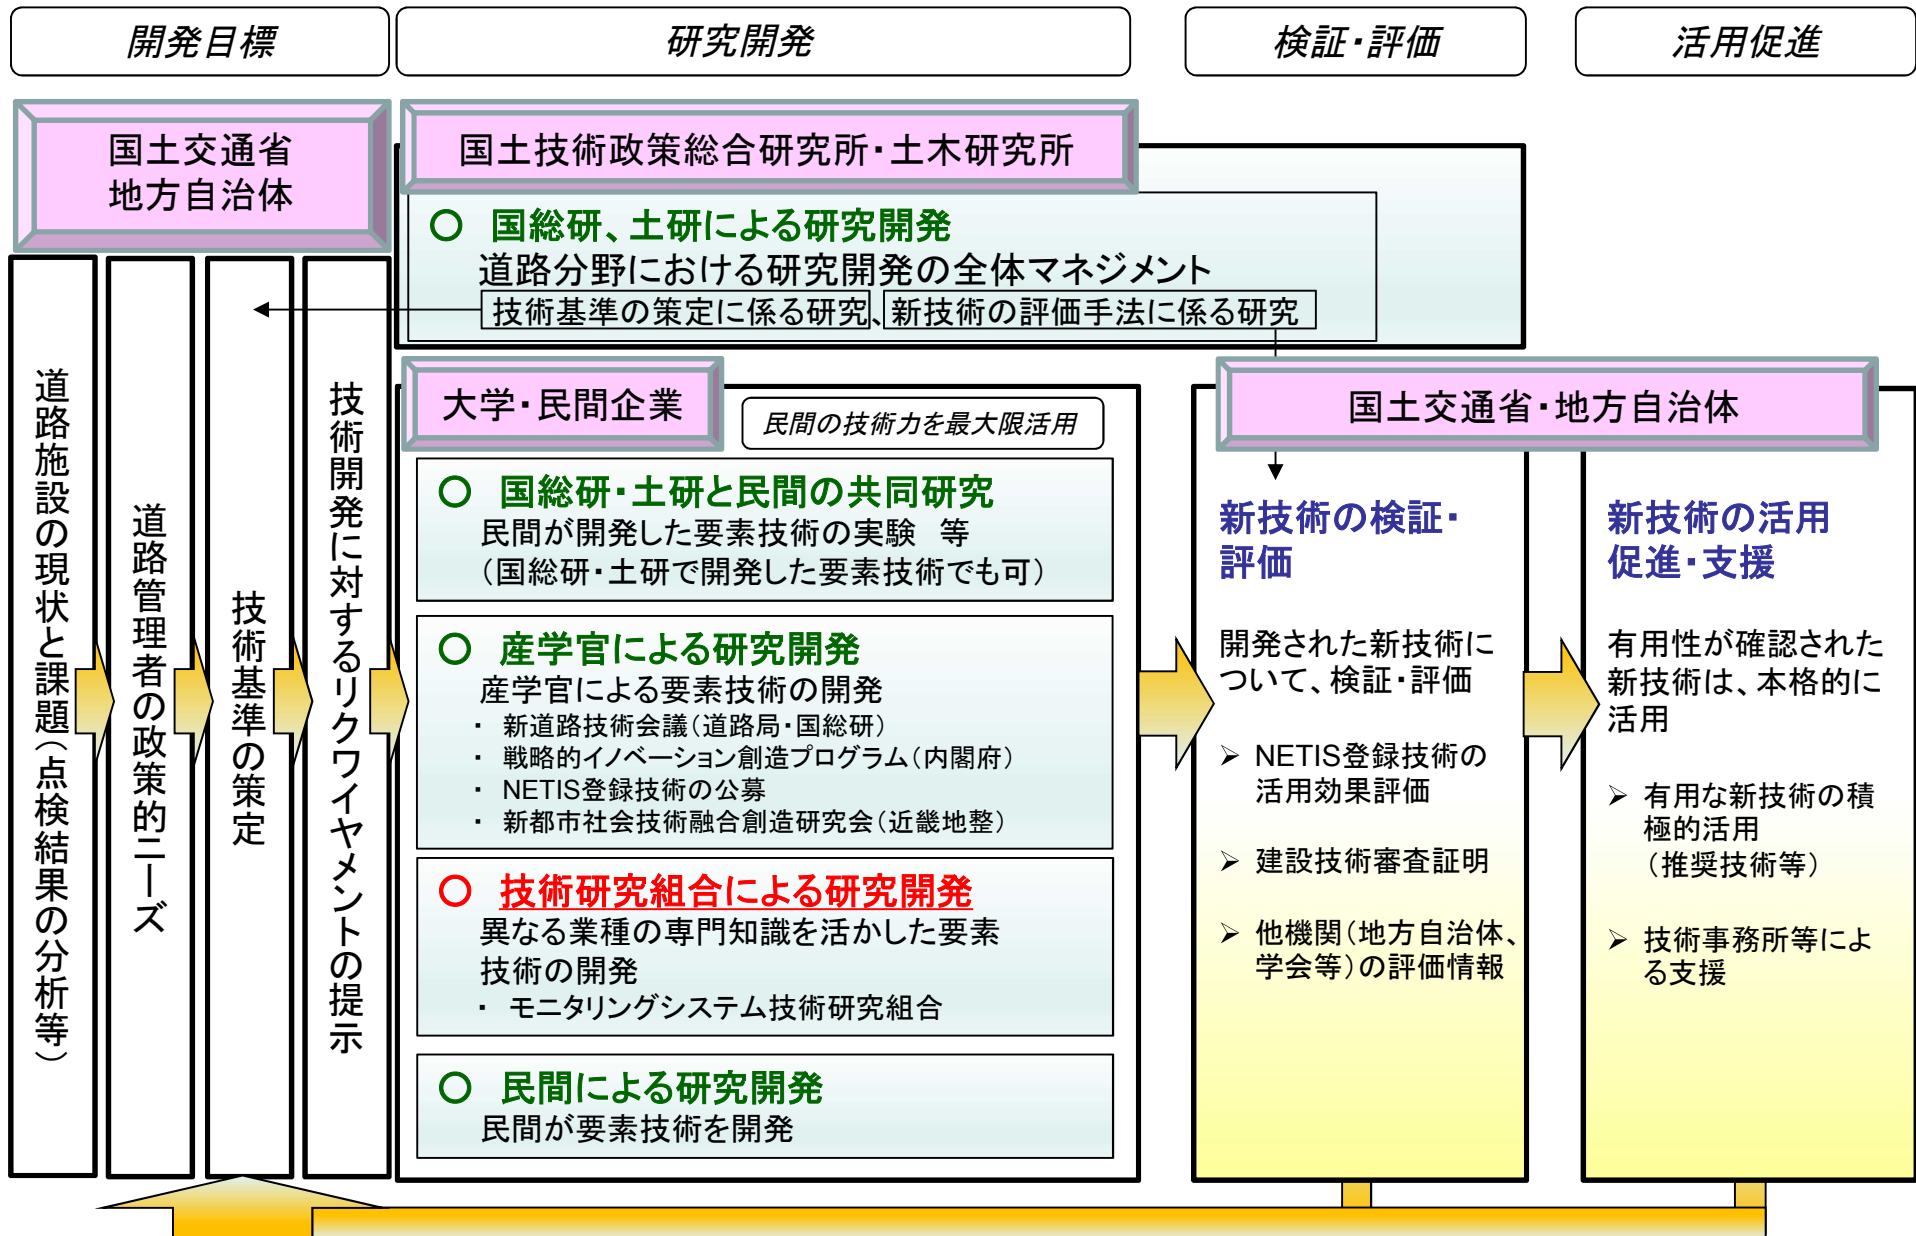 開発目標
研究開発
検証・評価
活用促進
国土交通省
地方自治体
道路施設の現状と課題（点検結果の分析等）
道路管理者の政策的ニーズ
技術基準の策定
技術開発に対するリクワイヤメントの提示
国土技術政策総合研究所・土木研究所
○ 国総研、土研による研究開発
道路分野における研究開発の全体マネジメント
技術基準の策定に係る研究、新技術の評価手法に係る研究
大学・民間企業
民間の技術力を最大限活用
○ 国総研・土研と民間の共同研究
民間が開発した要素技術の実験　等
（国総研・土研で開発した要素技術でも可）
○ 産学官による研究開発
産学官による要素技術の開発
・ 新道路技術会議（道路局・国総研）
・ 戦略的イノベーション創造プログラム（内閣府）
・ NETIS登録技術の公募
・ 新都市社会技術融合創造研究会（近畿地整）
○ 技術研究組合による研究開発
異なる業種の専門知識を活かした要素
技術の開発
・ モニタリングシステム技術研究組合
○ 民間による研究開発
民間が要素技術を開発
国土交通省・地方自治体
新技術の検証・
評価
開発された新技術に
ついて、検証・評価
➢ NETIS登録技術の
活用効果評価
➢ 建設技術審査証明
➢ 他機関（地方自治体、
学会等）の評価情報
新技術の活用
促進・支援
有用性が確認された
新技術は、本格的に
活用
➢ 有用な新技術の積
極的活用
（推奨技術等）
➢ 技術事務所等によ
る支援